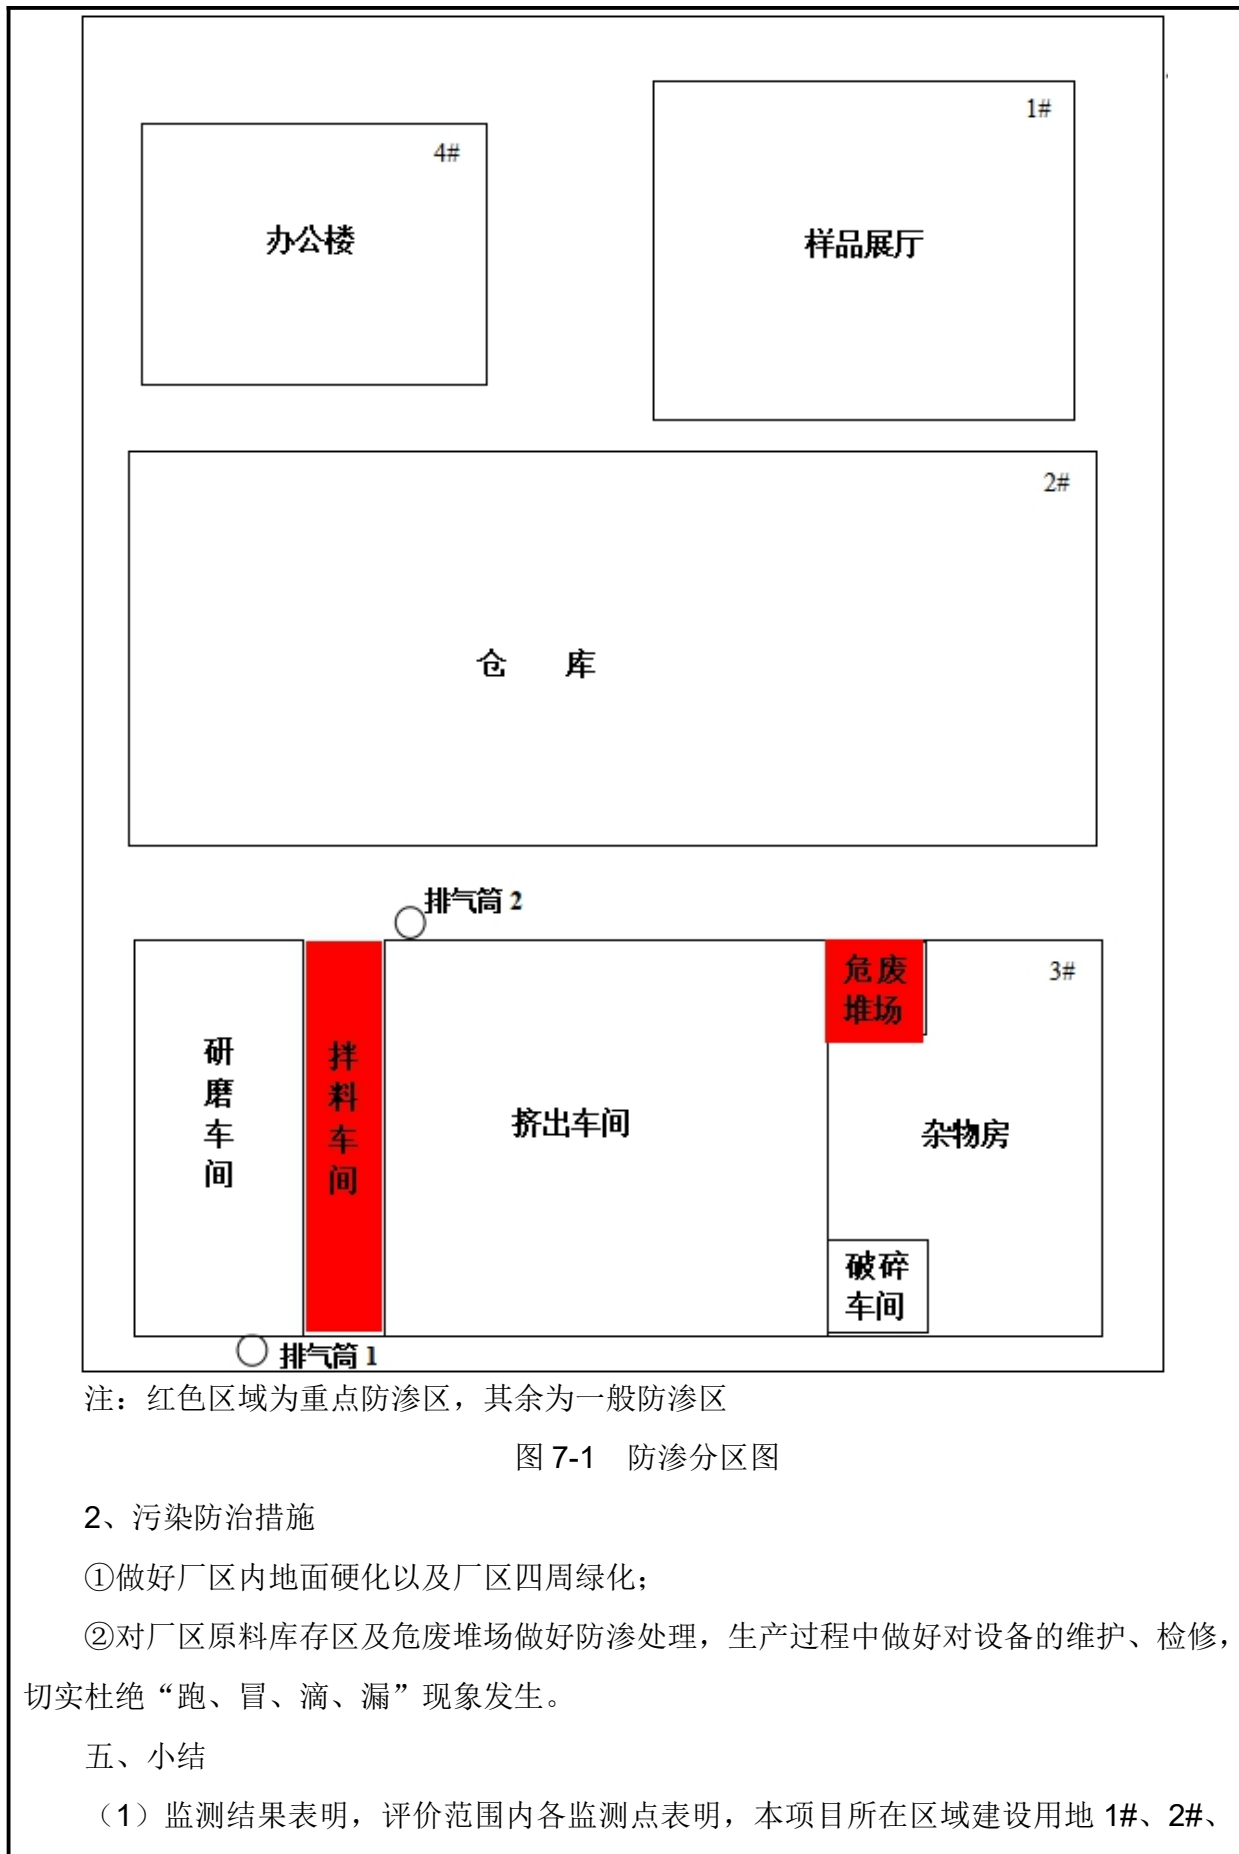 1#
4#
办公楼
样品展厅
2#
仓 库
排气筒 2
3#
危废
堆场
研
磨
车
间
拌
料
车
间
挤出车间
杂物房
破碎
车间
排气筒 1
注：红色区域为重点防渗区，其余为一般防渗区
图 7-1 防渗分区图
2、污染防治措施
①做好厂区内地面硬化以及厂区四周绿化；
②对厂区原料库存区及危废堆场做好防渗处理，生产过程中做好对设备的维护、检修，
切实杜绝“跑、冒、滴、漏”现象发生。
五、小结
（1）监测结果表明，评价范围内各监测点表明，本项目所在区域建设用地 1#、2#、